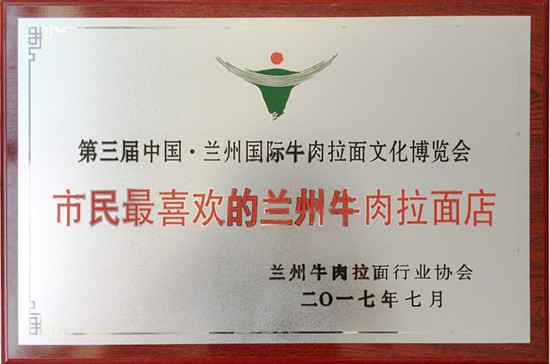 第三届中国·兰州国际牛肉拉面文化博览会
市民最喜欢的兰州牛肉拉面店
兰州牛肉拉面行业协会
二〇一七年七月